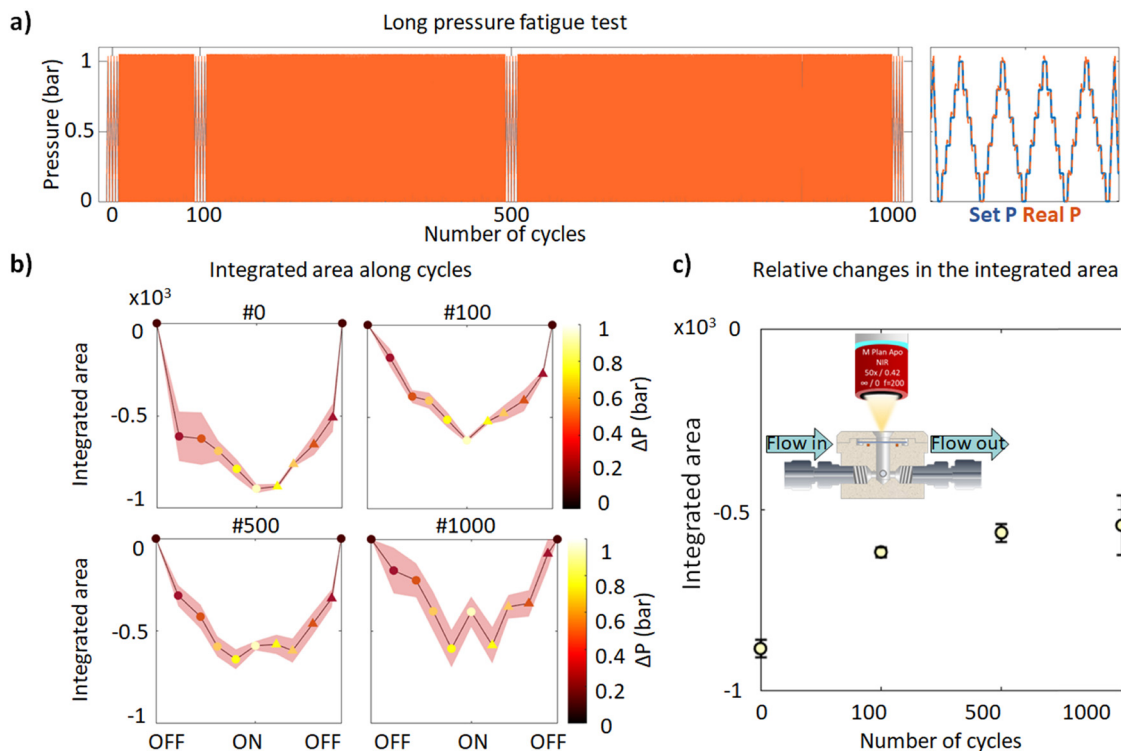 a)
Long pressure fatigue test
Pressure (bar)
1
0.5
0
0
100
500
1000
Number of cycles
Set P Real P
b)
Integrated area along cycles
x10³
#0
#100
Integrated area
0
-0.5
-1
1
0.8
0.6
0.4
0.2
0
ΔP (bar)
#500
#1000
Integrated area
0
-0.5
-1
OFF
ON
OFF
OFF
ON
OFF
1
0.8
0.6
0.4
0.2
0
ΔP (bar)
c)
Relative changes in the integrated area
x10³
Integrated area
0
-0.5
-1
M Plan Apo
NIR
50x / 0.42
∞ / 0 f=200
Flow in
Flow out
0
100
500
1000
Number of cycles